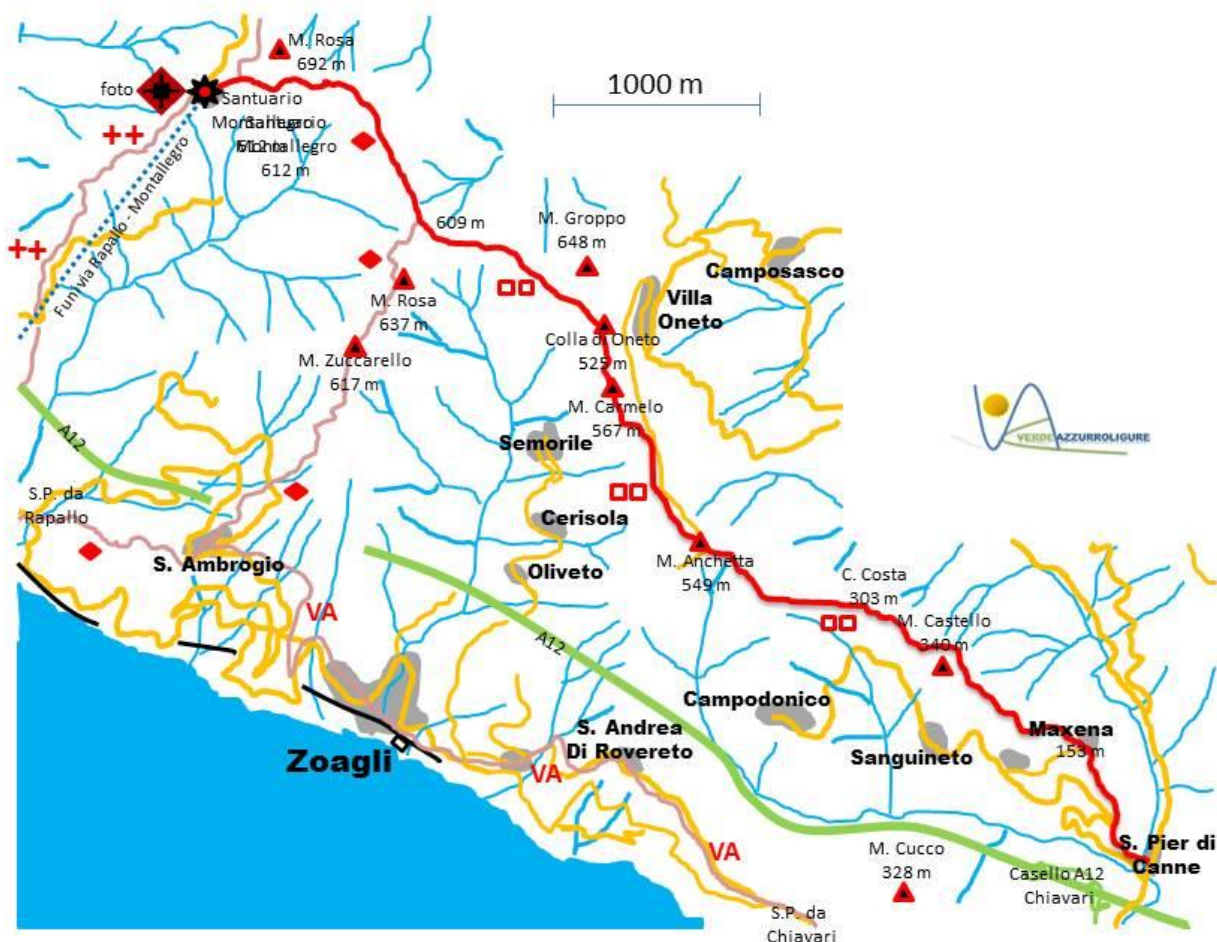 M. Rosa
692 m
foto
1000 m
Santuario
Montallegro
612 m
Santuario
Montallegro
612 m
++
++
Funivia Rapallo - Montallegro
609 m
M. Groppo
648 m
Camposasco
Villa
Oneto
M. Rosa
637 m
Colla di Oneto
525 m
M. Zuccarello
617 m
M. Carmelo
567 m
A12
Semorile
VERDEAZZURROLIGURE
S.P. da
Rapallo
Cerisola
S. Ambrogio
Oliveto
M. Anchetta
549 m
C. Costa
303 m
VA
A12
M. Castello
340 m
Campodonico
S. Andrea
Di Rovereto
Maxena
153 m
Sanguineto
Zoagli
VA
VA
M. Cucco
328 m
S. Pier di
Canne
Casello A12
Chiavari
S.P. da
Chiavari